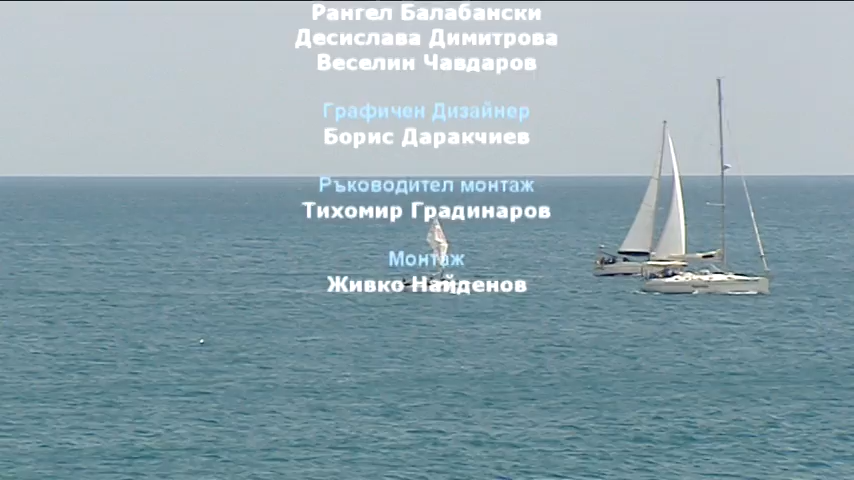 Рангел Балабански
Десислава Димитрова
Веселин Чавдаров
Графичен Дизайнер
Борис Даракчиев
Ръководител монтаж
Тихомир Градинаров
Монтаж
Живко Найденов